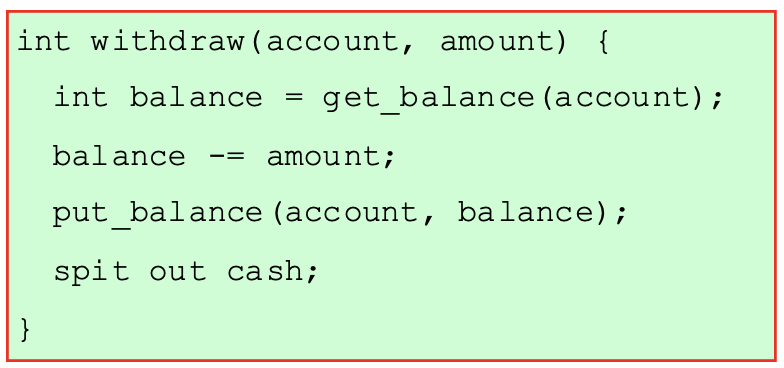 int withdraw(account, amount) {
int balance = get_balance(account);
balance -= amount;
put_balance(account, balance);
spit out cash;
}